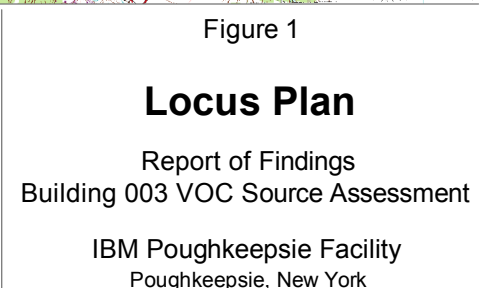 Figure 1
Locus Plan
Report of Findings
Building 003 VOC Source Assessment
IBM Poughkeepsie Facility
Poughkeepsie, New York